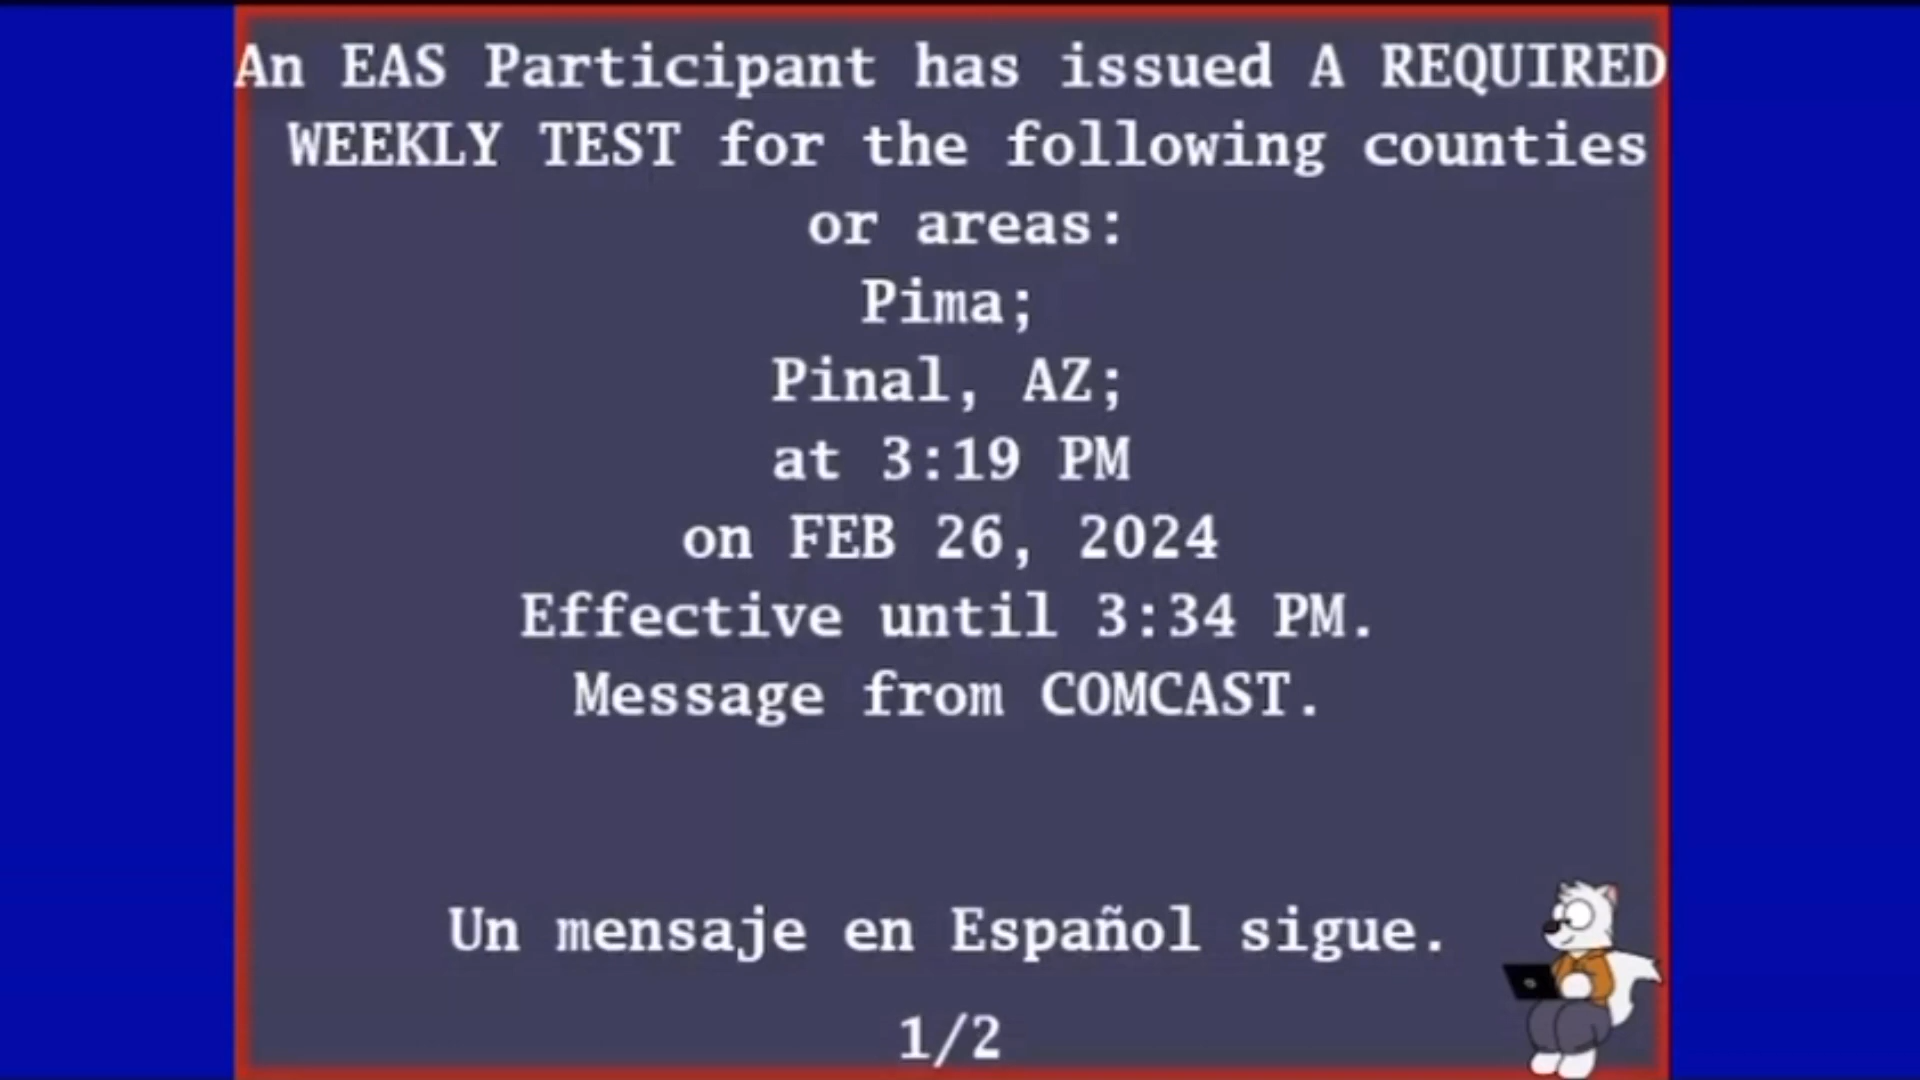 An EAS Participant has issued A REQUIRED
WEEKLY TEST for the following counties
or areas:
Pima;
Pinal, AZ;
at 3:19 PM
on FEB 26, 2024
Effective until 3:34 PM.
Message from COMCAST.
Un mensaje en Español sigue.
1/2